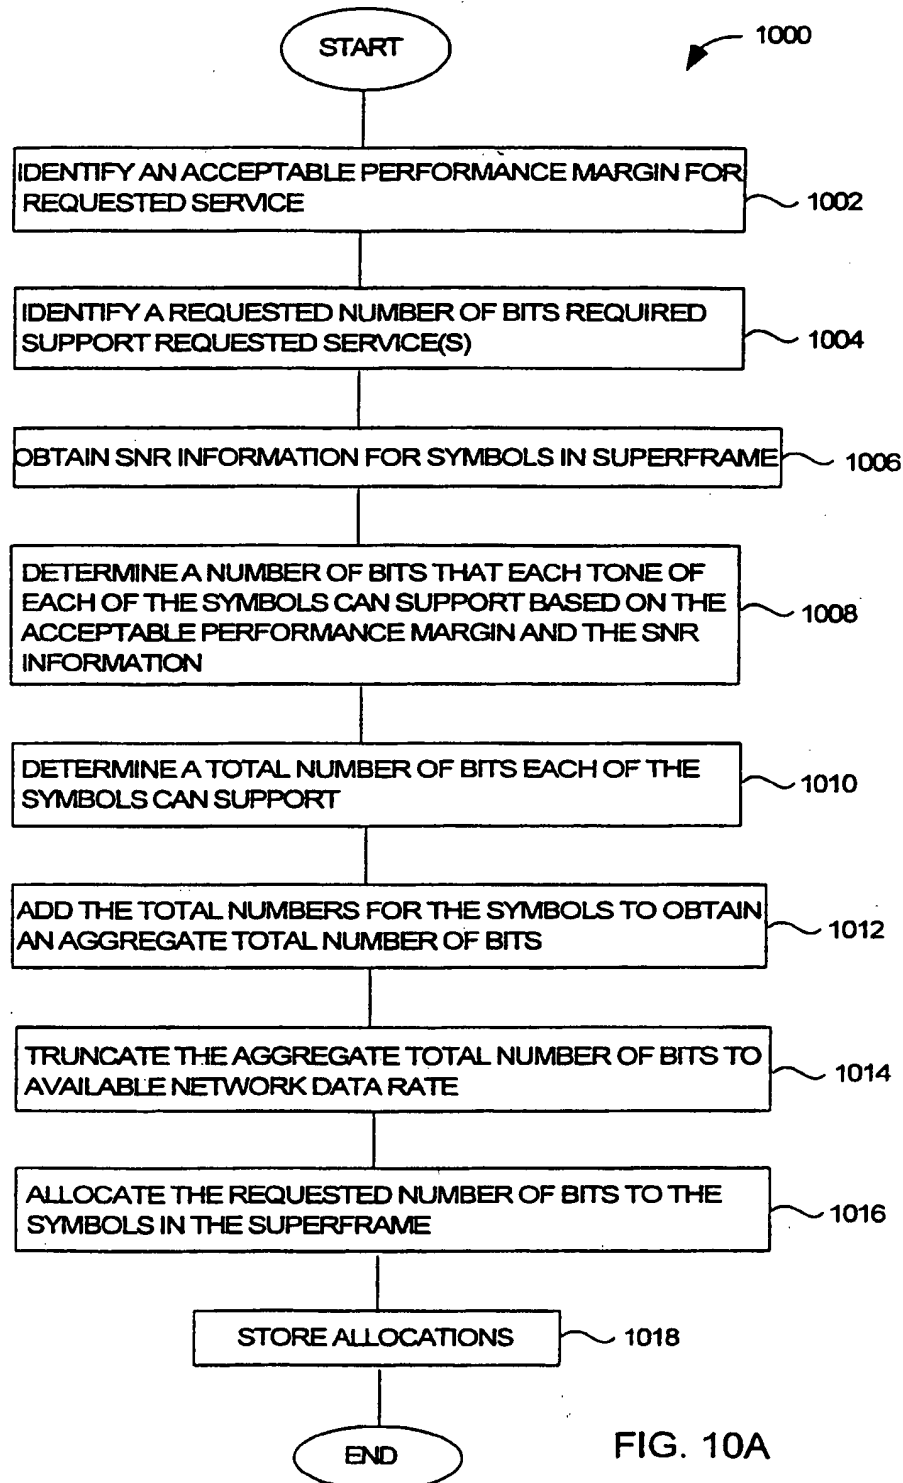 START
1000
IDENTIFY AN ACCEPTABLE PERFORMANCE MARGIN FOR
REQUESTED SERVICE
1002
IDENTIFY A REQUESTED NUMBER OF BITS REQUIRED
SUPPORT REQUESTED SERVICE(S)
1004
OBTAIN SNR INFORMATION FOR SYMBOLS IN SUPERFRAME
1006
DETERMINE A NUMBER OF BITS THAT EACH TONE OF
EACH OF THE SYMBOLS CAN SUPPORT BASED ON THE
ACCEPTABLE PERFORMANCE MARGIN AND THE SNR
INFORMATION
1008
DETERMINE A TOTAL NUMBER OF BITS EACH OF THE
SYMBOLS CAN SUPPORT
1010
ADD THE TOTAL NUMBERS FOR THE SYMBOLS TO OBTAIN
AN AGGREGATE TOTAL NUMBER OF BITS
1012
TRUNCATE THE AGGREGATE TOTAL NUMBER OF BITS TO
AVAILABLE NETWORK DATA RATE
1014
ALLOCATE THE REQUESTED NUMBER OF BITS TO THE
SYMBOLS IN THE SUPERFRAME
1016
STORE ALLOCATIONS
1018
END
FIG. 10A